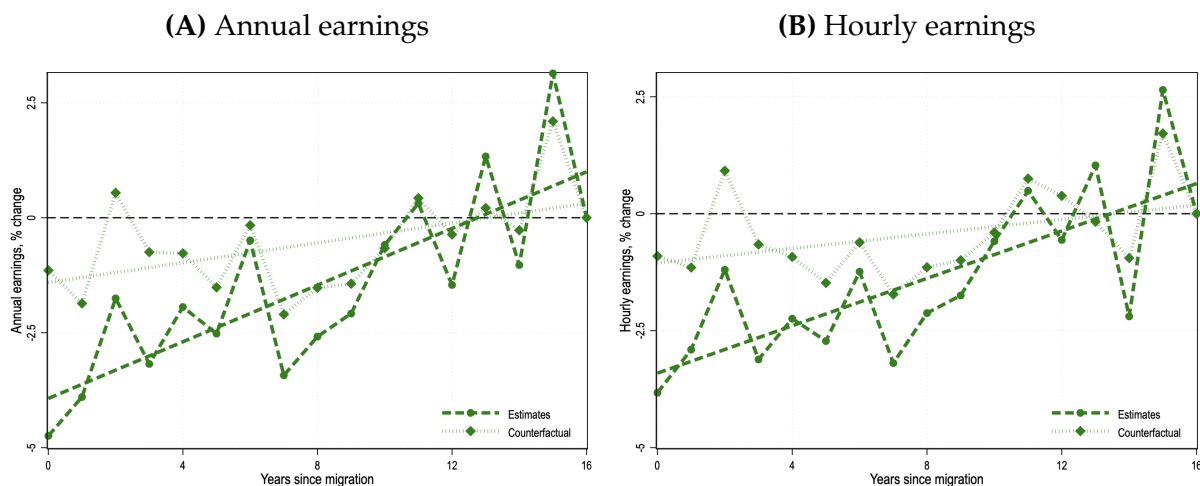 (A) Annual earnings
Annual earnings, % change
2.5
0
-2.5
-5
0 4 8 12 16
Years since migration
Estimates
Counterfactual
(B) Hourly earnings
Hourly earnings, % change
2.5
0
-2.5
-5
0 4 8 12 16
Years since migration
Estimates
Counterfactual